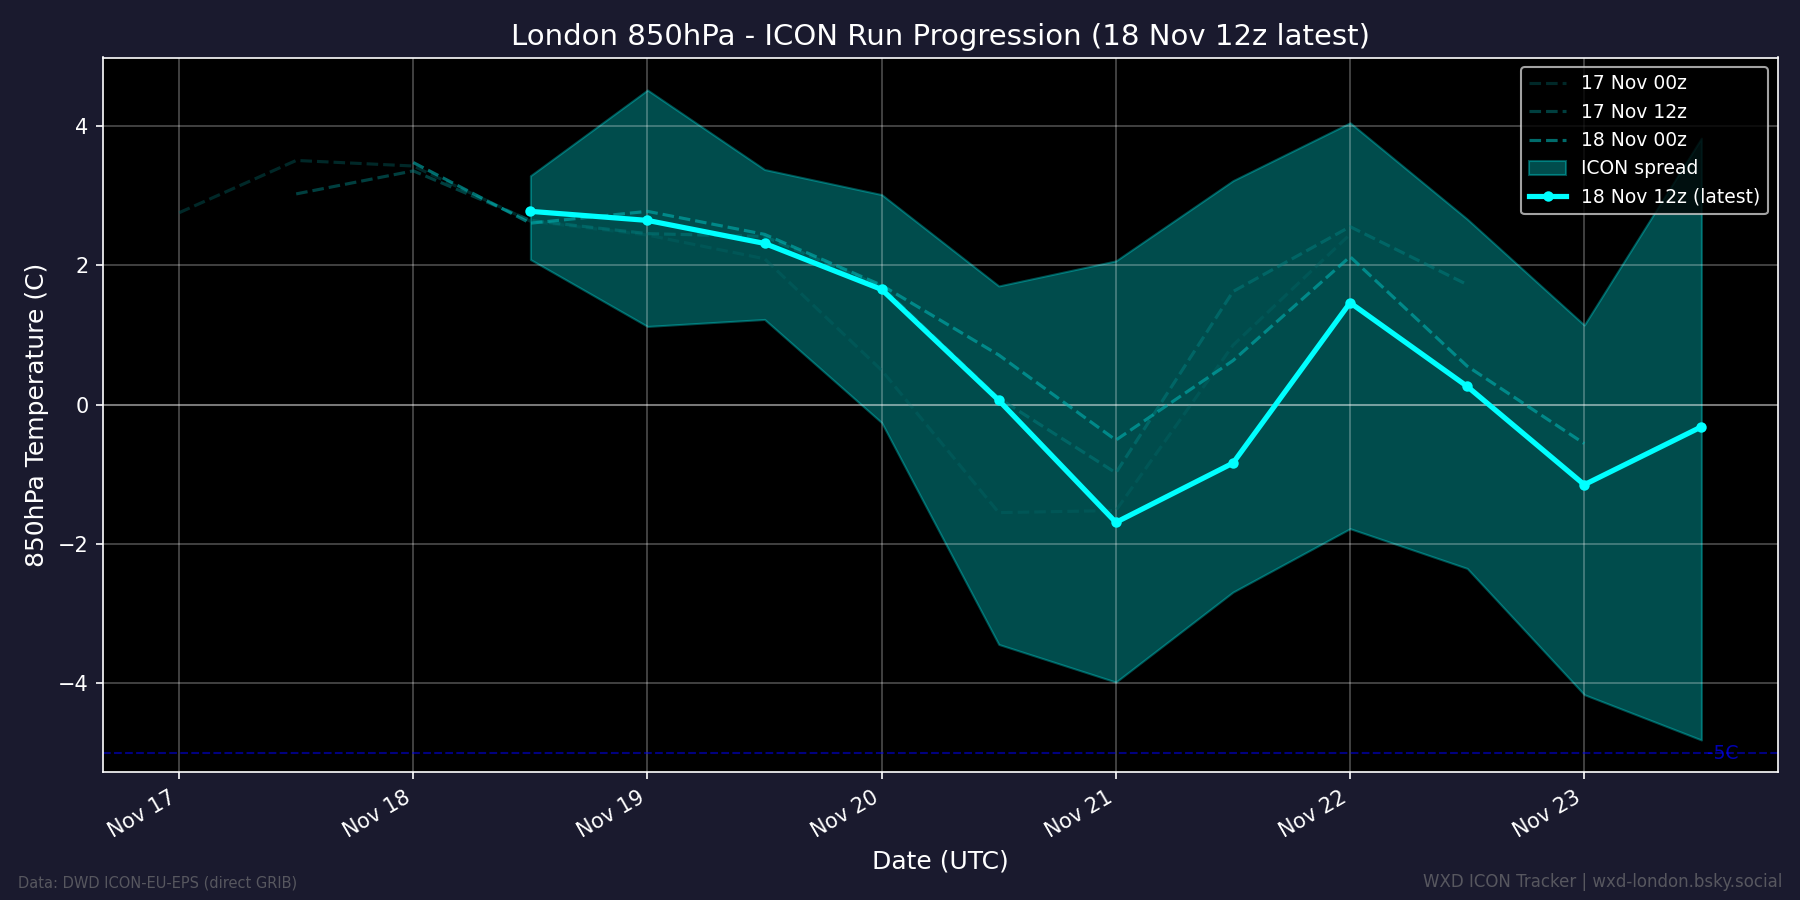 London 850hPa - ICON Run Progression (18 Nov 12z latest)
17 Nov 00z
17 Nov 12z
18 Nov 00z
ICON spread
18 Nov 12z (latest)
850hPa Temperature (C)
4
2
0
−2
−4
-5C
Nov 17
Nov 18
Nov 19
Nov 20
Nov 21
Nov 22
Nov 23
Date (UTC)
Data: DWD ICON-EU-EPS (direct GRIB)
WXD ICON Tracker | wxd-london.bsky.social